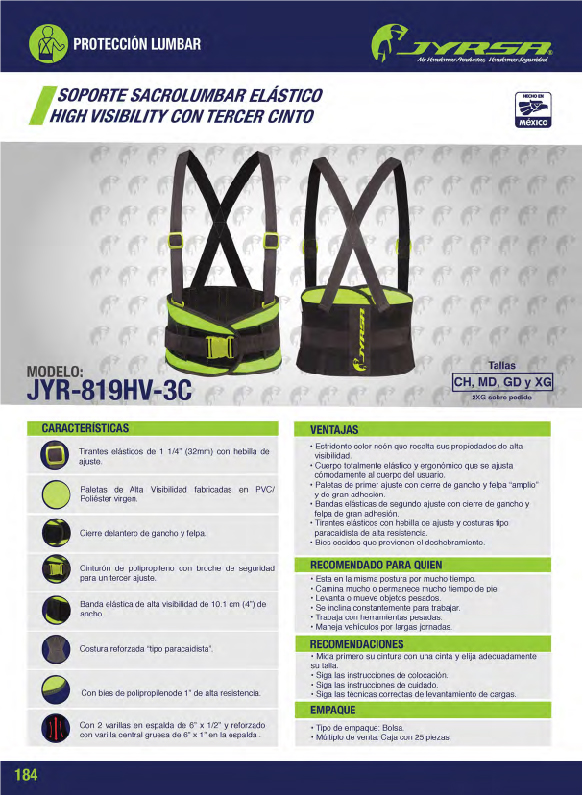 PROTECCIÓN LUMBAR
JYRSA®
No Vendemos Productos, Vendemos Seguridad
SOPORTE SACROLUMBAR ELÁSTICO
HIGH VISIBILITY CON TERCER CINTO
HECHO EN
MÉXICO
JYRSA
MODELO:
JYR-819HV-3C
Tallas
CH, MD, GD y XG
2XG sobre pedido
CARACTERÍSTICAS
Tirantes elásticos de 1 1/4" (32mm) con hebilla de
ajuste.
Paletas de Alta Visibilidad fabricadas en PVC/
Poliéster virgen.
Cierre delantero de gancho y felpa.
Cinturón de polipropileno con broche de seguridad
para un tercer ajuste.
Banda elástica de alta visibilidad de 10.1 cm (4") de
ancho.
Costura reforzada "tipo paracaidista".
Con bies de polipropilenode 1" de alta resistencia.
Con 2 varillas en espalda de 6" x 1/2" y reforzado
con varilla central gruesa de 6" x 1" en la espalda.
VENTAJAS
• Estridente color neón que resalta sus propiedades de alta
visibilidad.
• Cuerpo totalmente elástico y ergonómico que se ajusta
cómodamente al cuerpo del usuario.
• Paletas de primer ajuste con cierre de gancho y felpa "amplio"
y de gran adhesión.
• Bandas elásticas de segundo ajuste con cierre de gancho y
felpa de gran adhesión.
• Tirantes elásticos con hebilla de ajuste y costuras tipo
paracaidista de alta resistencia.
• Bies cosidos que previenen el deshebramiento.
RECOMENDADO PARA QUIEN
• Esta en la misma postura por mucho tiempo.
• Camina mucho o permanece mucho tiempo de pie
• Levanta o mueve objetos pesados.
• Se inclina constantemente para trabajar.
• Trabaja con herramientas pesadas.
• Maneja vehículos por largas jornadas.
RECOMENDACIONES
• Mida primero su cintura con una cinta y elija adecuadamente
su talla.
• Siga las instrucciones de colocación.
• Siga las instrucciones de cuidado.
• Siga las técnicas correctas de levantamiento de cargas.
EMPAQUE
• Tipo de empaque: Bolsa.
• Múltiplo de venta: Caja con 25 piezas
184